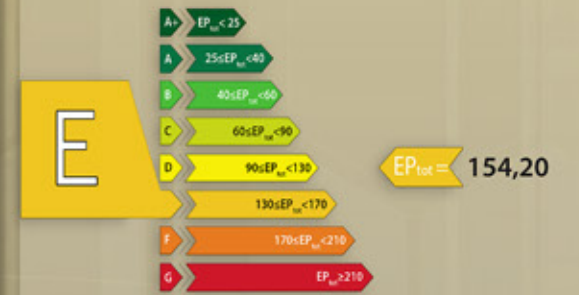 A+ EPtot < 25
A 25≤EPtot<40
B 40≤EPtot<60
C 60≤EPtot<90
D 90≤EPtot<130
E 130≤EPtot<170
EPtot = 154,20
F 170≤EPtot<210
G EPtot≥210